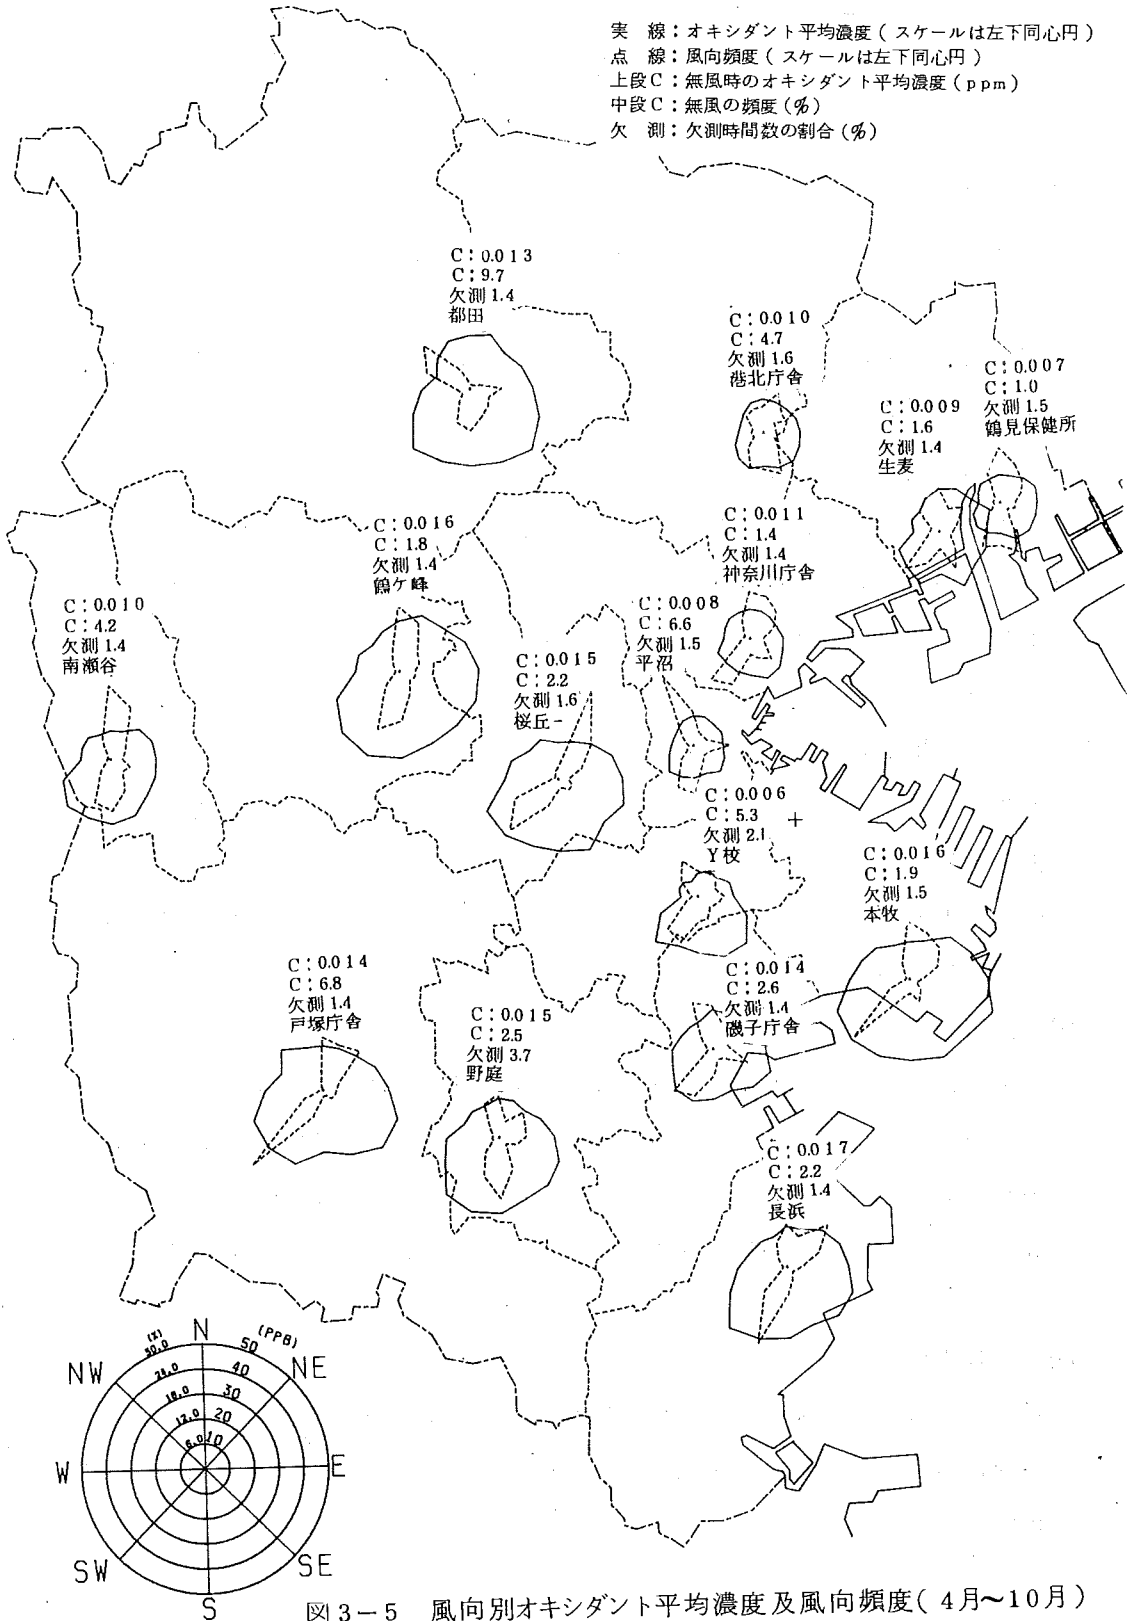 実 線：オキシダント平均濃度（スケールは左下同心円）
点 線：風向頻度（スケールは左下同心円）
上段C：無風時のオキシダント平均濃度（ppm）
中段C：無風の頻度（%）
欠 測：欠測時間数の割合（%）
C：0.013
C：9.7
欠測 1.4
都田
C：0.010
C：4.7
欠測 1.6
港北庁舎
C：0.007
C：1.0
欠測 1.5
鶴見保健所
C：0.009
C：1.6
欠測 1.4
生麦
C：0.016
C：1.8
欠測 1.4
鶴ケ峰
C：0.011
C：1.4
欠測 1.4
神奈川庁舎
C：0.010
C：4.2
欠測 1.4
南瀬谷
C：0.008
C：6.6
欠測 1.5
平沼
C：0.015
C：2.2
欠測 1.6
桜丘
C：0.006
C：5.3
欠測 2.1
Y校
C：0.016
C：1.9
欠測 1.5
本牧
C：0.014
C：6.8
欠測 1.4
戸塚庁舎
C：0.014
C：2.6
欠測 1.4
磯子庁舎
C：0.015
C：2.5
欠測 3.7
野庭
C：0.017
C：2.2
欠測 1.4
長浜
N
(%) (PPB)
30.0 50
NW NE
24.0 40
18.0 30
12.0 20
6.0 10
W E
SW SE
S
図3－5 風向別オキシダント平均濃度及風向頻度（4月～10月）